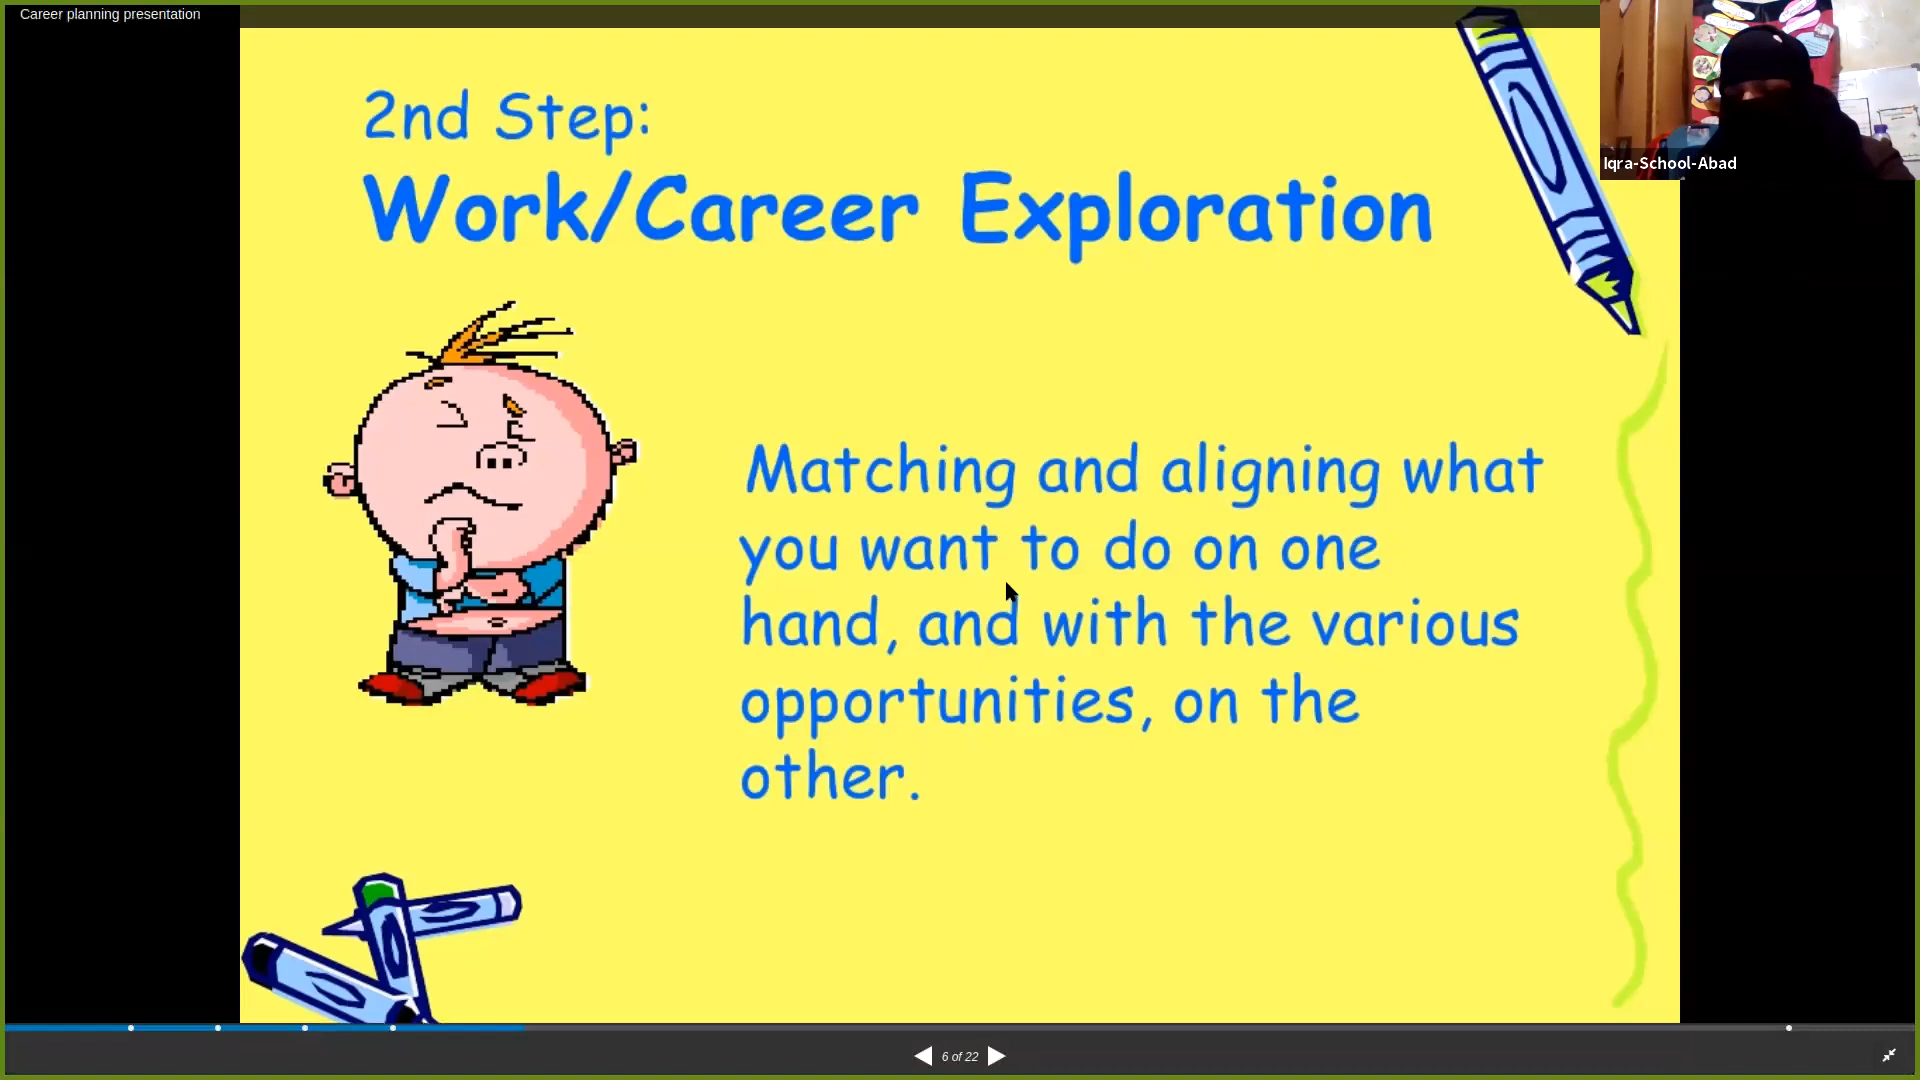 Career planning presentation
2nd Step:
Work/Career Exploration
Matching and aligning what
you want to do on one
hand, and with the various
opportunities, on the
other.
Iqra-School-Abad
6 of 22